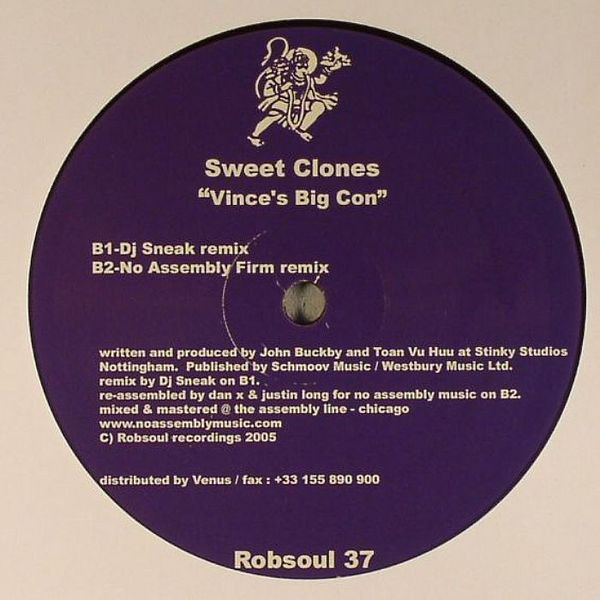 Sweet Clones
“Vince's Big Con”
B1-Dj Sneak remix
B2-No Assembly Firm remix
written and produced by John Buckby and Toan Vu Huu at Stinky Studios
Nottingham. Published by Schmoov Music / Westbury Music Ltd.
remix by Dj Sneak on B1.
re-assembled by dan x & justin long for no assembly music on B2.
mixed & mastered @ the assembly line - chicago
www.noassemblymusic.com
C) Robsoul recordings 2005
distributed by Venus / fax : +33 155 890 900
Robsoul 37